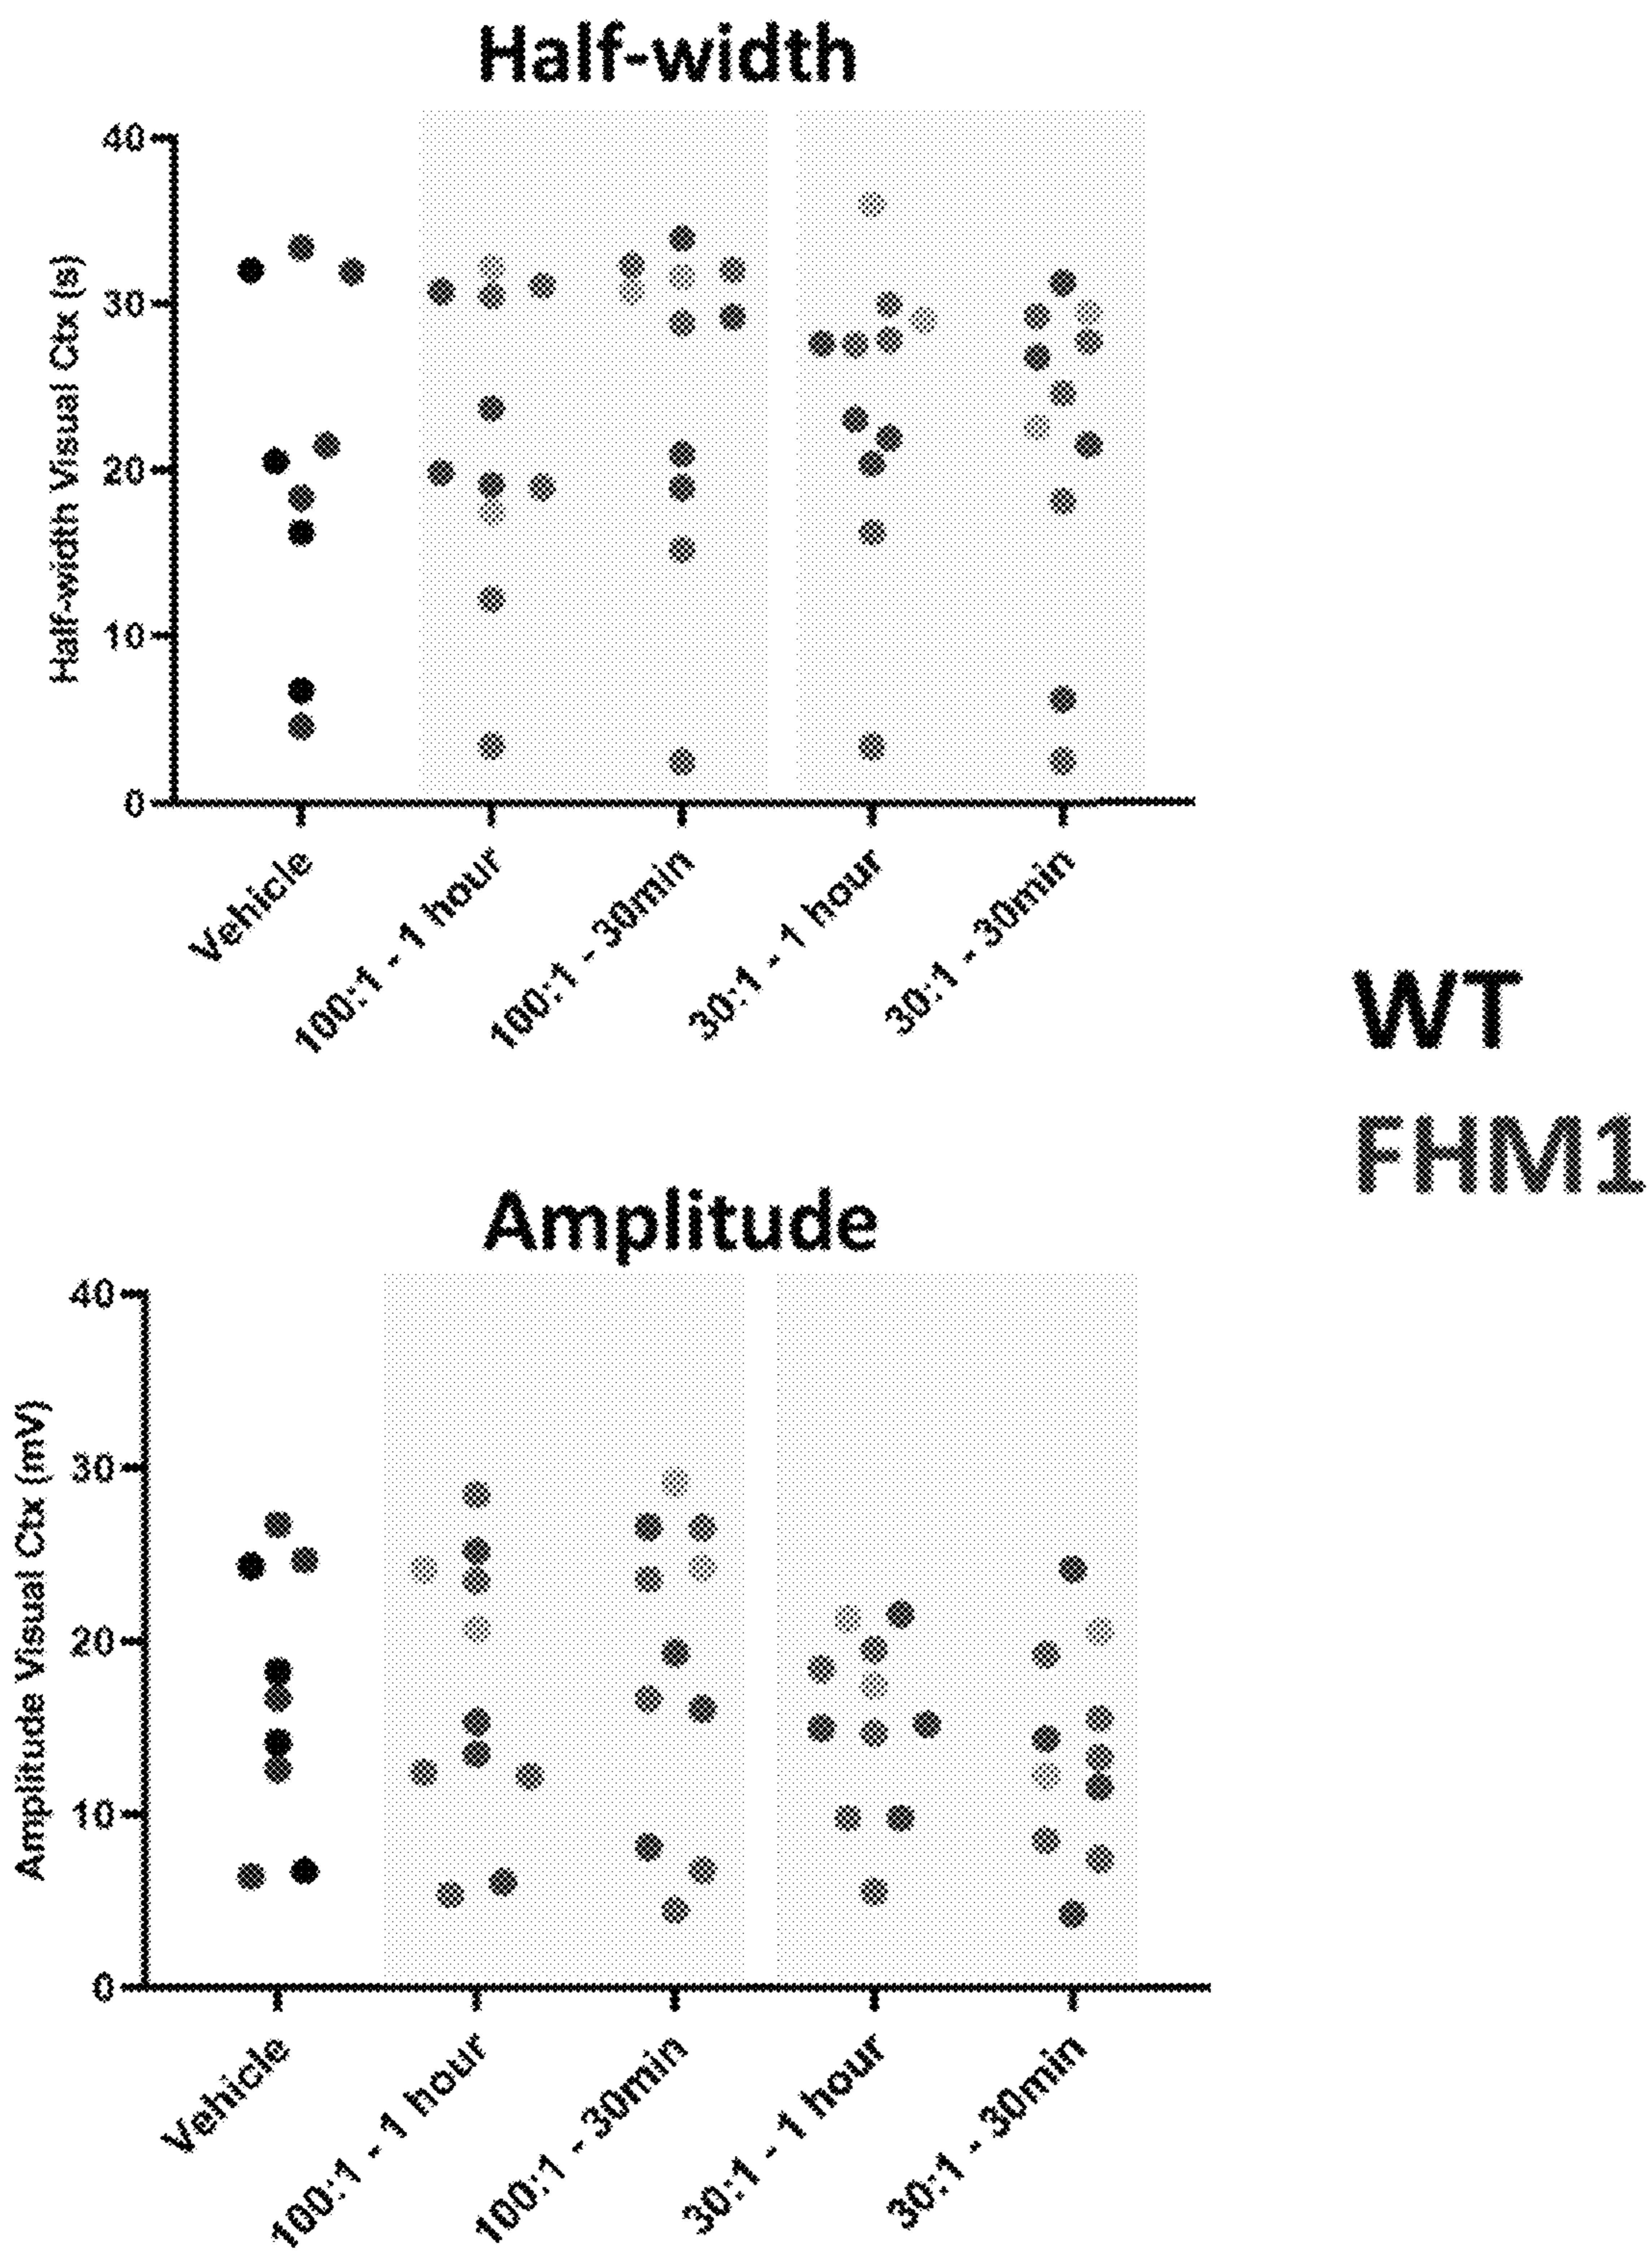 Half-width
40
30
20
10
0
Half-width Visual Ctx (s)
Vehicle
100:1 - 1 hour
100:1 - 30min
30:1 - 1 hour
30:1 - 30min
WT
FHM1
Amplitude
40
30
20
10
0
Amplitude Visual Ctx (mV)
Vehicle
100:1 - 1 hour
100:1 - 30min
30:1 - 1 hour
30:1 - 30min